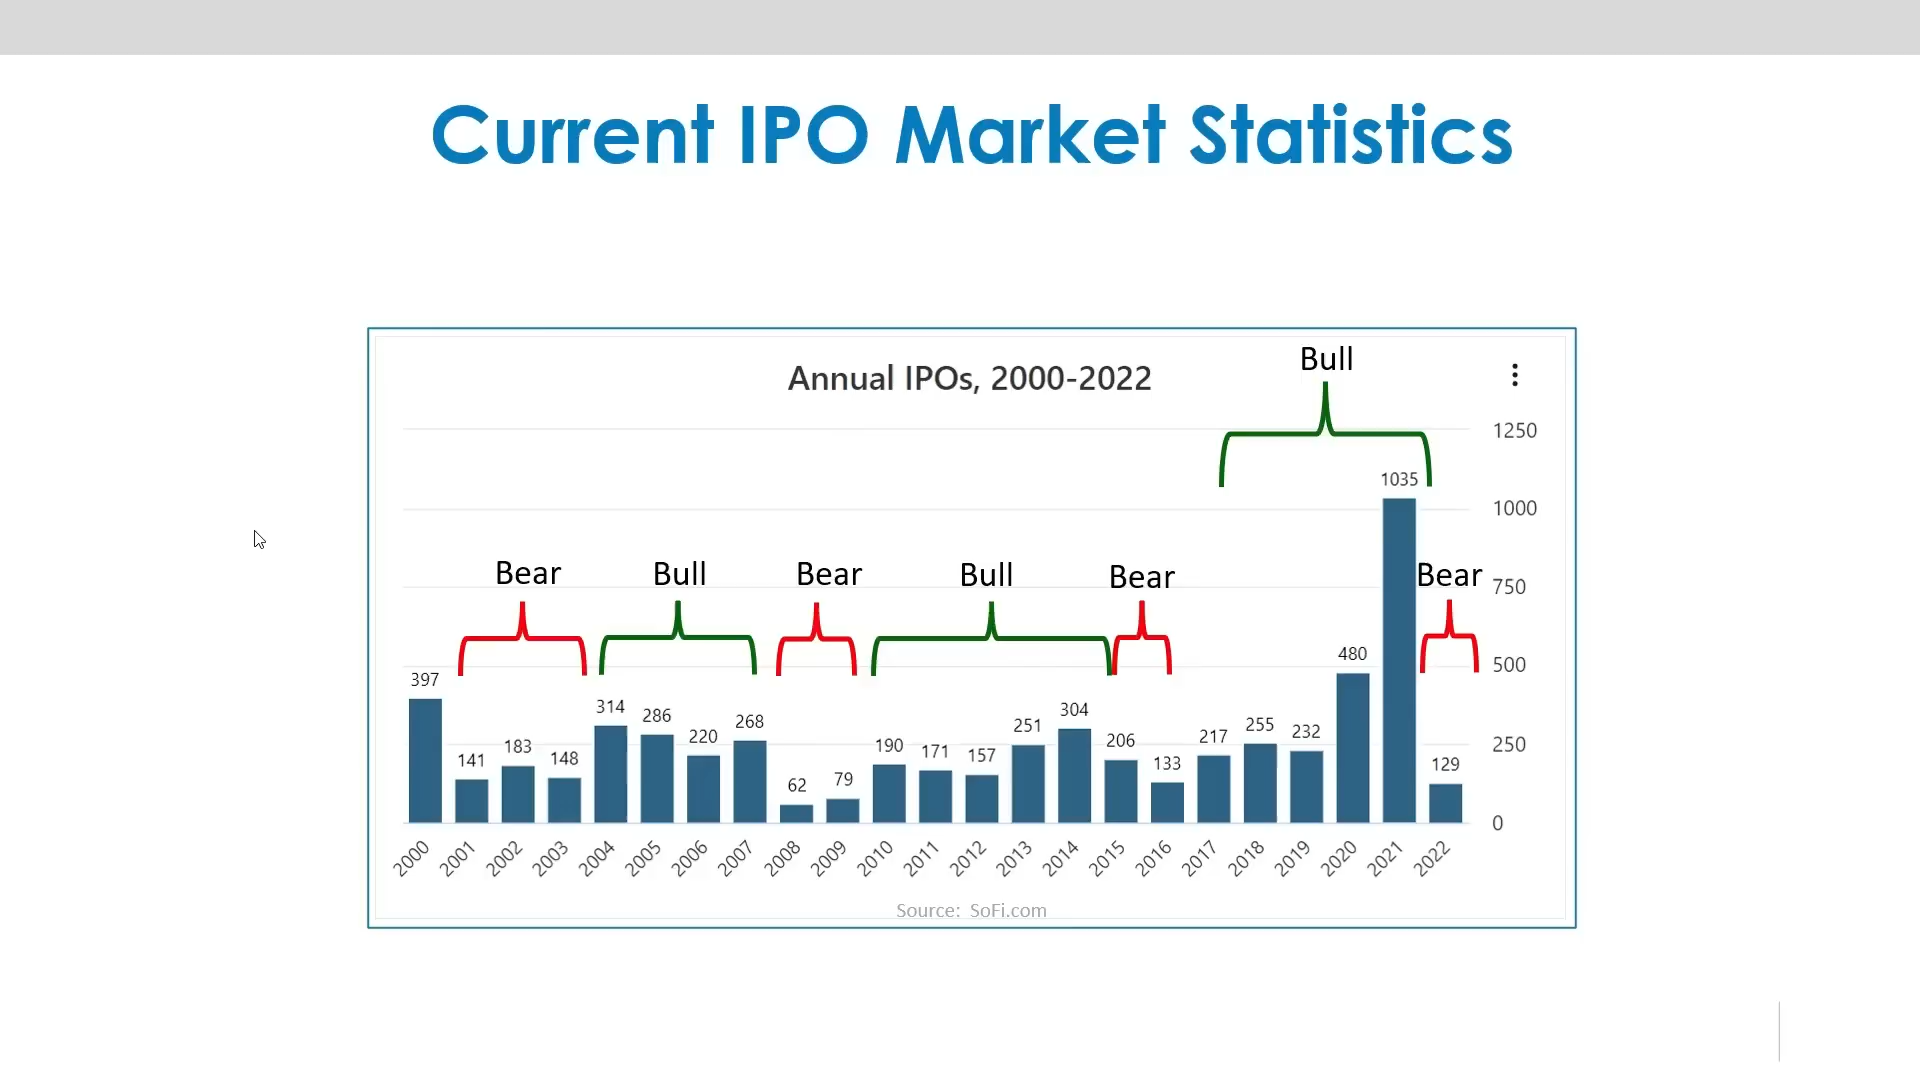 Current IPO Market Statistics
Annual IPOs, 2000-2022
Bull
1250
1035
1000
Bear Bull Bear Bull Bear Bear 750
480 500
397
314 286 220 268 251 304
141 183 148 62 79 190 171 157 206 133 217 255 232 129 250
0
2000 2001 2002 2003 2004 2005 2006 2007 2008 2009 2010 2011 2012 2013 2014 2015 2016 2017 2018 2019 2020 2021 2022
Source: SoFi.com